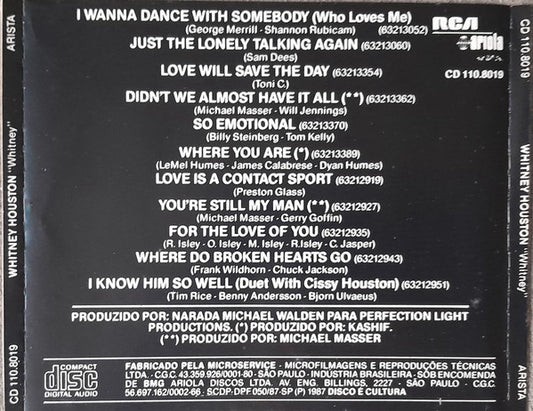 I WANNA DANCE WITH SOMEBODY (Who Loves Me)
(George Merrill - Shannon Rubicam) (63213052)
JUST THE LONELY TALKING AGAIN (63213060)
(Sam Dees)
LOVE WILL SAVE THE DAY (63213354)
(Toni C.)
DIDN'T WE ALMOST HAVE IT ALL (**) (63213362)
(Michael Masser - Will Jennings)
SO EMOTIONAL (63213370)
(Billy Steinberg - Tom Kelly)
WHERE YOU ARE (*) (63213389)
(LeMel Humes - James Calabrese - Dyan Humes)
LOVE IS A CONTACT SPORT (63212919)
(Preston Glass)
YOU'RE STILL MY MAN (**) (63212927)
(Michael Masser - Gerry Goffin)
FOR THE LOVE OF YOU (63212935)
(R. Isley - O. Isley - M. Isley - R.Isley - C. Jasper)
WHERE DO BROKEN HEARTS GO (63212943)
(Frank Wildhorn - Chuck Jackson)
I KNOW HIM SO WELL (Duet With Cissy Houston) (63212951)
(Tim Rice - Benny Andersson - Bjorn Ulvaeus)
PRODUZIDO POR: NARADA MICHAEL WALDEN PARA PERFECTION LIGHT
PRODUCTIONS. (*) PRODUZIDO POR: KASHIF.
(**) PRODUZIDO POR: MICHAEL MASSER
COMPACT
disc
DIGITAL AUDIO
FABRICADO PELA MICROSERVICE - MICROFILMAGENS E REPRODUÇÕES TÉCNICAS
LTDA. - C.G.C. 43.359.926/0001-80 - SÃO PAULO - INDÚSTRIA BRASILEIRA - SOB ENCOMENDA
DE BMG ARIOLA DISCOS LTDA. AV. ENG. BILLINGS, 2227 - SÃO PAULO - C.G.C.
56.697.162/0002-66. SCDP-DPF 050/87-SP (P) 1987 DISCO É CULTURA
RCA
ariola
CD 110.8019
CD 110.8019 WHITNEY HOUSTON "Whitney" ARISTA
CD 110.8019 WHITNEY HOUSTON "Whitney" ARISTA